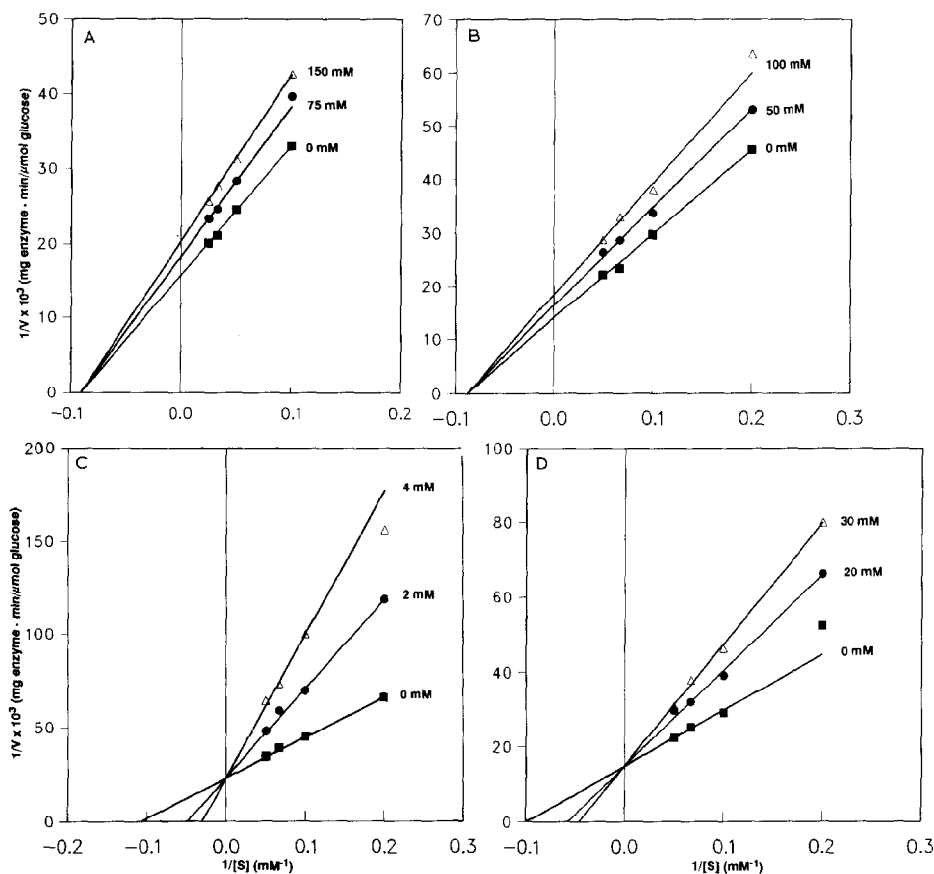 A
50
40
30
20
10
0
150 mM
75 mM
0 mM
−0.1 0.0 0.1 0.2
1/V x 10³ (mg enzyme · min/μmol glucose)
B
70
60
50
40
30
20
10
0
100 mM
50 mM
0 mM
−0.1 0.0 0.1 0.2 0.3
C
200
150
100
50
0
4 mM
2 mM
0 mM
−0.2 −0.1 0.0 0.1 0.2 0.3
1/V x 10³ (mg enzyme · min/μmol glucose)
1/[S] (mM⁻¹)
D
100
80
60
40
20
0
30 mM
20 mM
0 mM
−0.1 0.0 0.1 0.2 0.3
1/[S] (mM⁻¹)